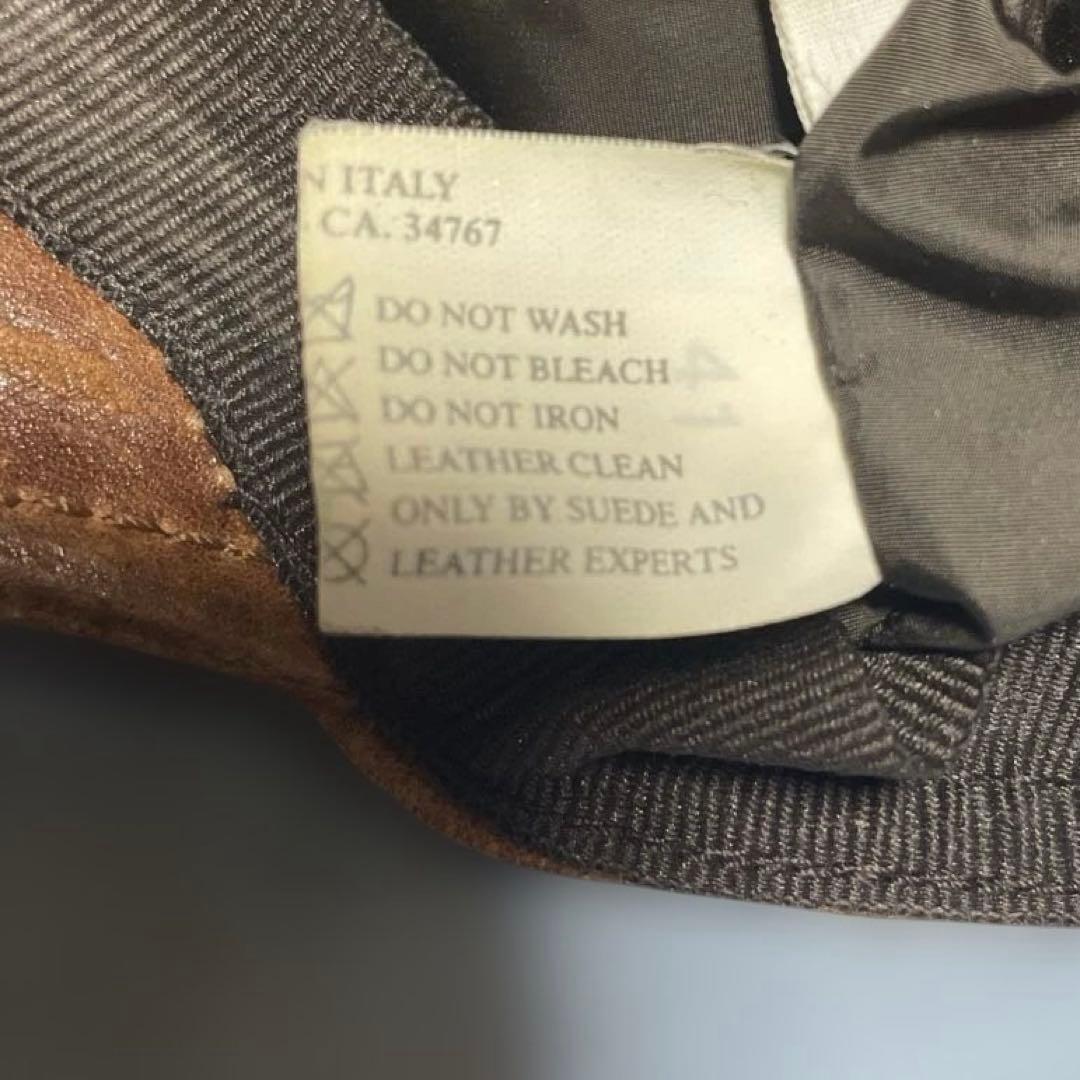 N ITALY
CA. 34767
DO NOT WASH
DO NOT BLEACH
DO NOT IRON
LEATHER CLEAN
ONLY BY SUEDE AND
LEATHER EXPERTS